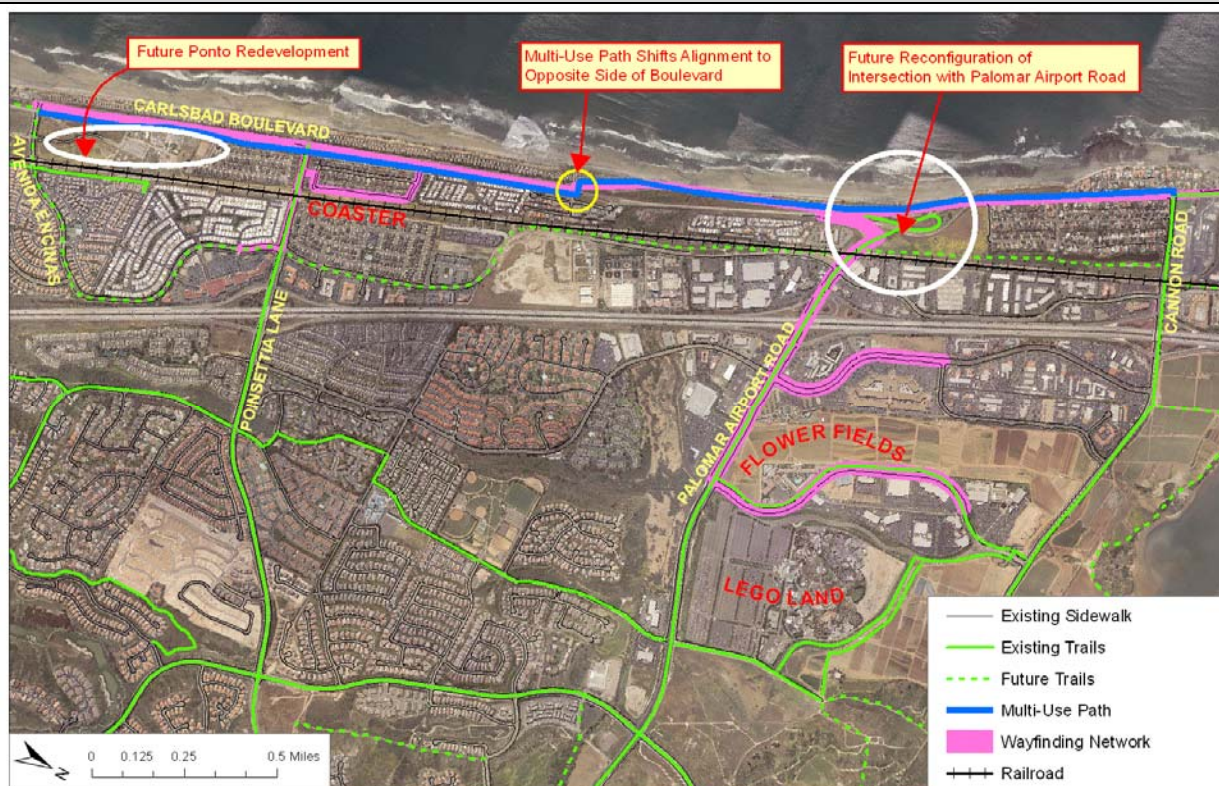 Future Ponto Redevelopment
Multi-Use Path Shifts Alignment to
Opposite Side of Boulevard
Future Reconfiguration of
Intersection with Palomar Airport Road
CARLSBAD BOULEVARD
AVENIDA ENCINAS
COASTER
POINSETTIA LANE
PALOMAR AIRPORT ROAD
CANNON ROAD
FLOWER FIELDS
LEGO LAND
Existing Sidewalk
Existing Trails
Future Trails
Multi-Use Path
Wayfinding Network
Railroad
N
0 0.125 0.25 0.5 Miles